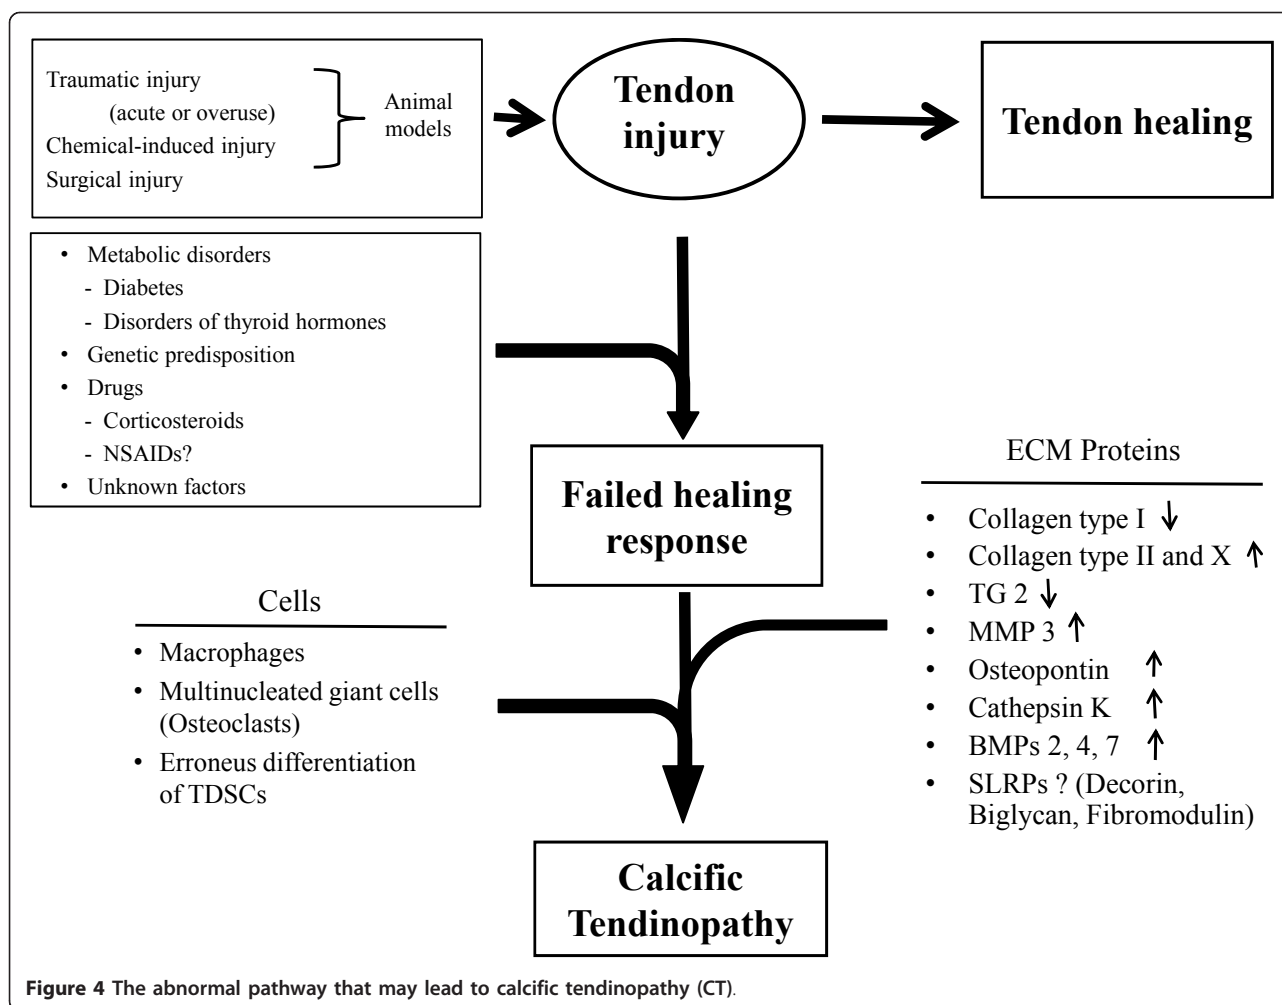 Traumatic injury
(acute or overuse)
Chemical-induced injury
Surgical injury
Animal
models
Tendon
injury
Tendon healing
• Metabolic disorders
- Diabetes
- Disorders of thyroid hormones
• Genetic predisposition
• Drugs
- Corticosteroids
- NSAIDs?
• Unknown factors
Failed healing
response
ECM Proteins
• Collagen type I ↓
• Collagen type II and X ↑
• TG 2 ↓
• MMP 3 ↑
• Osteopontin ↑
• Cathepsin K ↑
• BMPs 2, 4, 7 ↑
• SLRPs ? (Decorin,
Biglycan, Fibromodulin)
Cells
• Macrophages
• Multinucleated giant cells
(Osteoclasts)
• Erroneus differentiation
of TDSCs
Calcific
Tendinopathy
Figure 4 The abnormal pathway that may lead to calcific tendinopathy (CT).